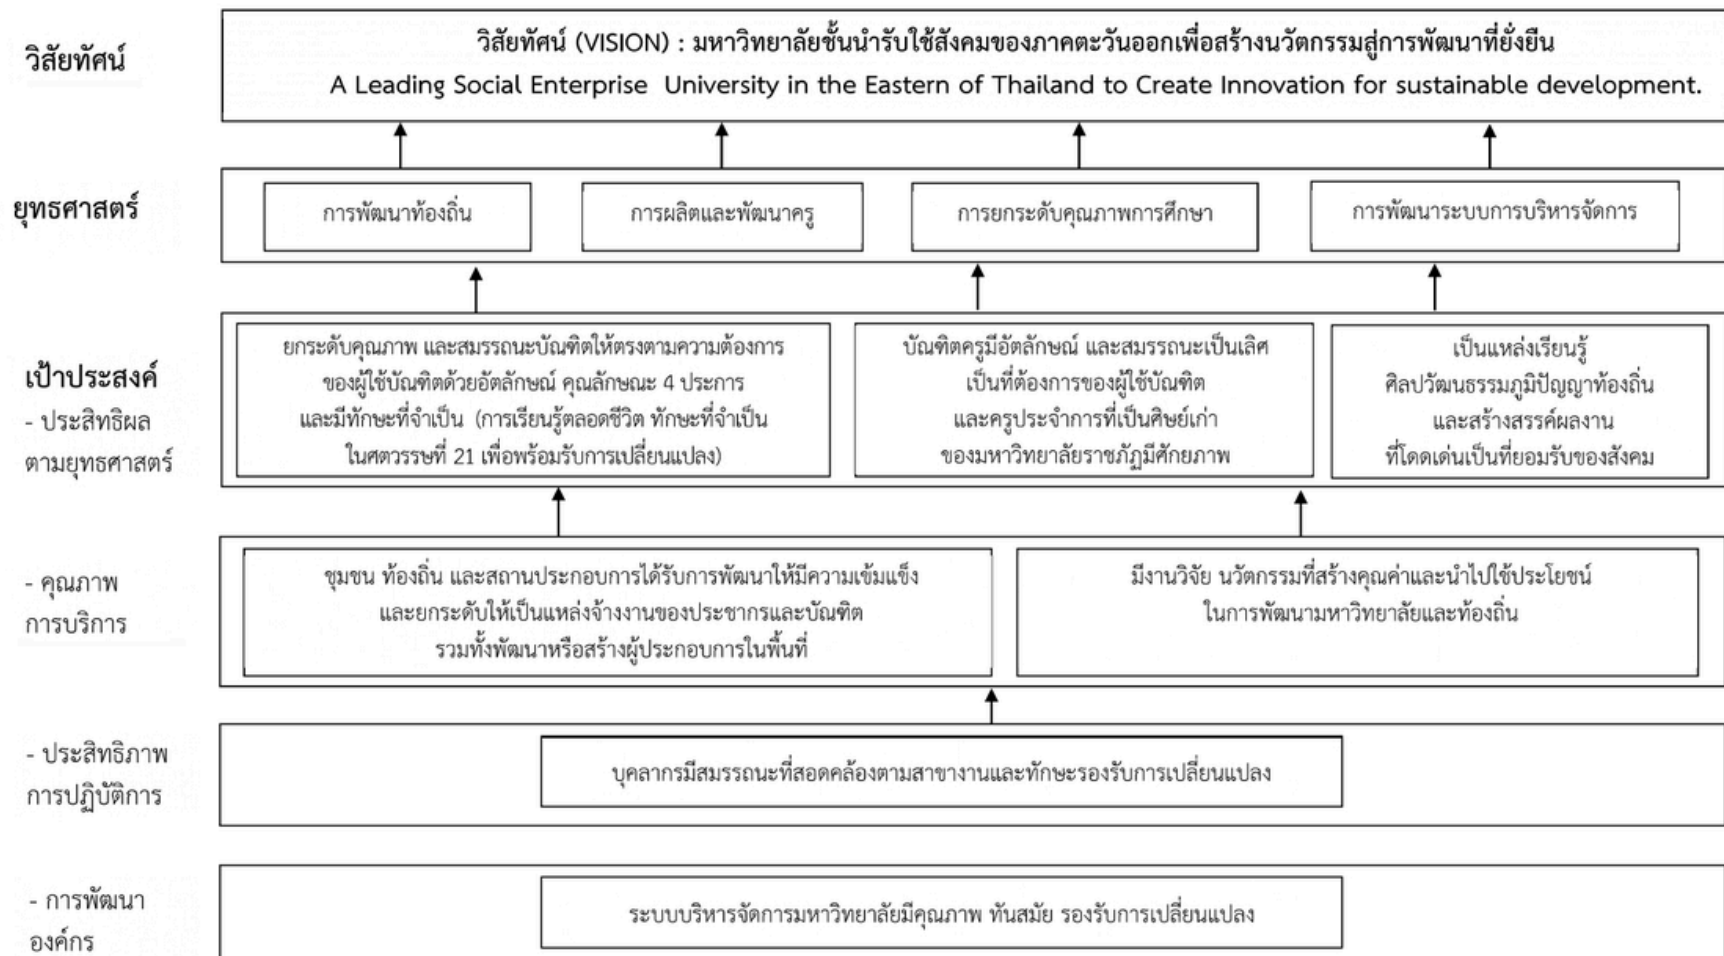 วิสัยทัศน์
วิสัยทัศน์ (VISION) : มหาวิทยาลัยชั้นนำรับใช้สังคมของภาคตะวันออกเพื่อสร้างนวัตกรรมสู่การพัฒนาที่ยั่งยืน
A Leading Social Enterprise University in the Eastern of Thailand to Create Innovation for sustainable development.
ยุทธศาสตร์
การพัฒนาท้องถิ่น
การผลิตและพัฒนาครู
การยกระดับคุณภาพการศึกษา
การพัฒนาระบบการบริหารจัดการ
เป้าประสงค์
- ประสิทธิผล
ตามยุทธศาสตร์
ยกระดับคุณภาพ และสมรรถนะบัณฑิตให้ตรงตามความต้องการ
ของผู้ใช้บัณฑิตด้วยอัตลักษณ์ คุณลักษณะ 4 ประการ
และมีทักษะที่จำเป็น (การเรียนรู้ตลอดชีวิต ทักษะที่จำเป็น
ในศตวรรษที่ 21 เพื่อพร้อมรับการเปลี่ยนแปลง)
บัณฑิตครูมีอัตลักษณ์ และสมรรถนะเป็นเลิศ
เป็นที่ต้องการของผู้ใช้บัณฑิต
และครูประจำการที่เป็นศิษย์เก่า
ของมหาวิทยาลัยราชภัฏมีศักยภาพ
เป็นแหล่งเรียนรู้
ศิลปวัฒนธรรมภูมิปัญญาท้องถิ่น
และสร้างสรรค์ผลงาน
ที่โดดเด่นเป็นที่ยอมรับของสังคม
- คุณภาพ
การบริการ
ชุมชน ท้องถิ่น และสถานประกอบการได้รับการพัฒนาให้มีความเข้มแข็ง
และยกระดับให้เป็นแหล่งจ้างงานของประชากรและบัณฑิต
รวมทั้งพัฒนาหรือสร้างผู้ประกอบการในพื้นที่
มีงานวิจัย นวัตกรรมที่สร้างคุณค่าและนำไปใช้ประโยชน์
ในการพัฒนามหาวิทยาลัยและท้องถิ่น
- ประสิทธิภาพ
การปฏิบัติการ
บุคลากรมีสมรรถนะที่สอดคล้องตามสาขางานและทักษะรองรับการเปลี่ยนแปลง
- การพัฒนา
องค์กร
ระบบบริหารจัดการมหาวิทยาลัยมีคุณภาพ ทันสมัย รองรับการเปลี่ยนแปลง